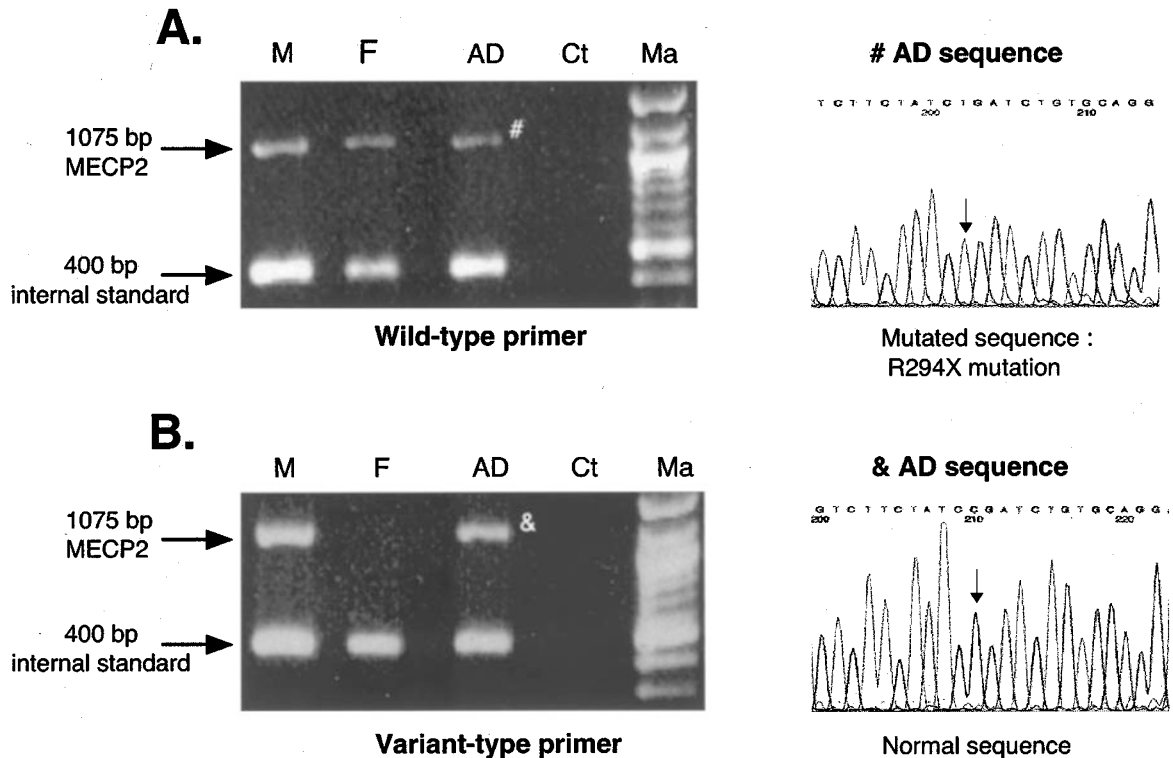 A.
M F AD Ct Ma
1075 bp
MECP2
#
400 bp
internal standard
Wild-type primer
# AD sequence
T C T T C T A T C T G A T C T G T G C A G G
200 210
Mutated sequence :
R294X mutation
B.
M F AD Ct Ma
1075 bp
MECP2
&
400 bp
internal standard
Variant-type primer
& AD sequence
G T C T T C T A T C C G A T C T G T G C A G G
200 210 220
Normal sequence